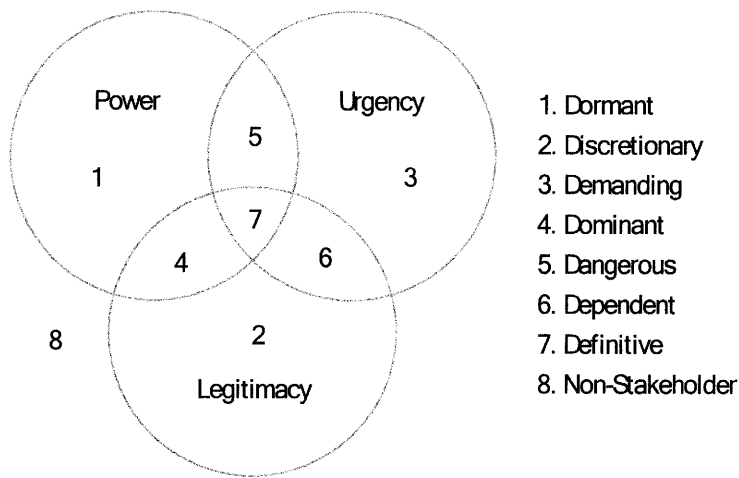 Power
Urgency
5
1
3
7
4
6
8
2
Legitimacy
1. Dormant
2. Discretionary
3. Demanding
4. Dominant
5. Dangerous
6. Dependent
7. Definitive
8. Non-Stakeholder